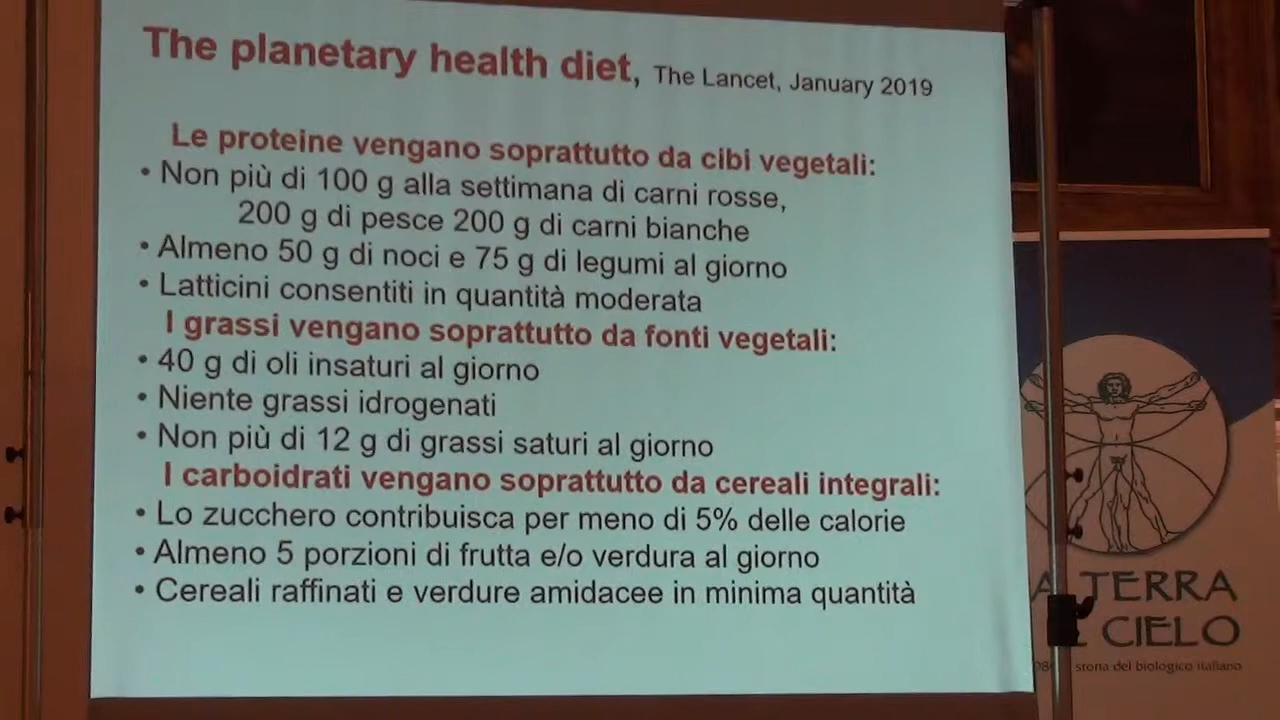 The planetary health diet, The Lancet, January 2019
Le proteine vengano soprattutto da cibi vegetali:
• Non più di 100 g alla settimana di carni rosse,
200 g di pesce 200 g di carni bianche
• Almeno 50 g di noci e 75 g di legumi al giorno
• Latticini consentiti in quantità moderata
I grassi vengano soprattutto da fonti vegetali:
• 40 g di oli insaturi al giorno
• Niente grassi idrogenati
• Non più di 12 g di grassi saturi al giorno
I carboidrati vengano soprattutto da cereali integrali:
• Lo zucchero contribuisca per meno di 5% delle calorie
• Almeno 5 porzioni di frutta e/o verdura al giorno
• Cereali raffinati e verdure amidacee in minima quantità
A TERRA
E CIELO
storia del biologico italiano